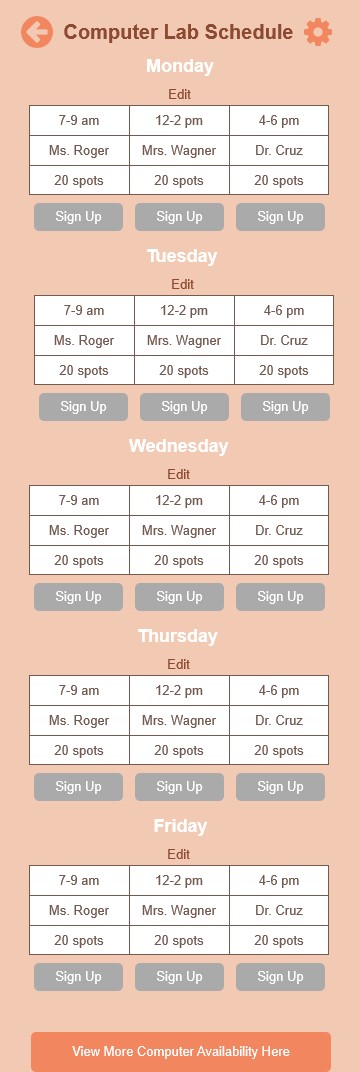 Computer Lab Schedule
Monday
Edit
7-9 am 12-2 pm 4-6 pm
Ms. Roger Mrs. Wagner Dr. Cruz
20 spots 20 spots 20 spots
Sign Up Sign Up Sign Up
Tuesday
Edit
7-9 am 12-2 pm 4-6 pm
Ms. Roger Mrs. Wagner Dr. Cruz
20 spots 20 spots 20 spots
Sign Up Sign Up Sign Up
Wednesday
Edit
7-9 am 12-2 pm 4-6 pm
Ms. Roger Mrs. Wagner Dr. Cruz
20 spots 20 spots 20 spots
Sign Up Sign Up Sign Up
Thursday
Edit
7-9 am 12-2 pm 4-6 pm
Ms. Roger Mrs. Wagner Dr. Cruz
20 spots 20 spots 20 spots
Sign Up Sign Up Sign Up
Friday
Edit
7-9 am 12-2 pm 4-6 pm
Ms. Roger Mrs. Wagner Dr. Cruz
20 spots 20 spots 20 spots
Sign Up Sign Up Sign Up
View More Computer Availability Here